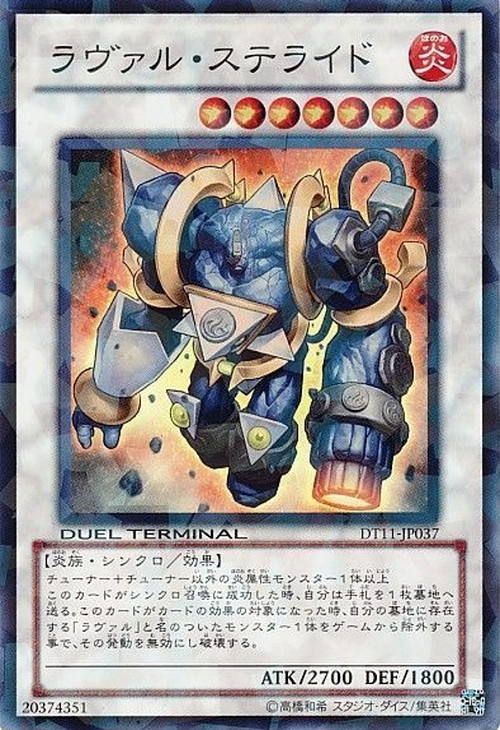 ラヴァル・ステライド
ほのお
炎
DUEL TERMINAL
DT11-JP037
【炎族・シンクロ/効果】
チューナー+チューナー以外の炎属性モンスター1体以上
このカードがシンクロ召喚に成功した時、自分は手札を1枚墓地へ
送る。このカードがカードの効果の対象になった時、自分の墓地に存在
する「ラヴァル」と名のついたモンスター1体をゲームから除外する
事で、その発動を無効にし破壊する。
ATK/2700 DEF/1800
20374351
©高橋和希 スタジオ・ダイス/集英社